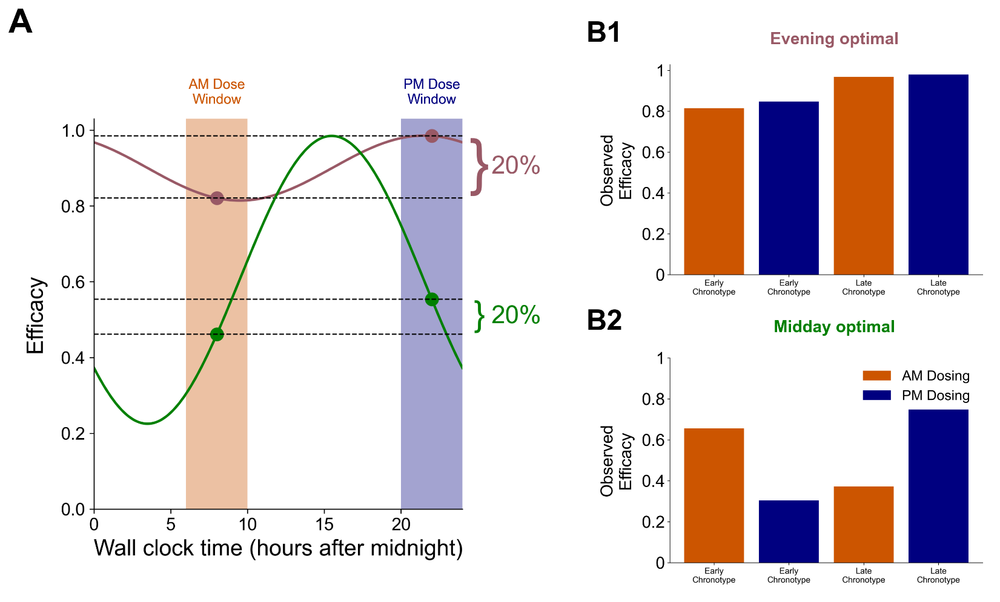 A
AM Dose
Window
PM Dose
Window
1.0
0.8
0.6
0.4
0.2
0.0
Efficacy
0
5
10
15
20
Wall clock time (hours after midnight)
} 20%
} 20%
B1
Evening optimal
1
0.8
0.6
0.4
0.2
0
Observed
Efficacy
Early
Chronotype
Early
Chronotype
Late
Chronotype
Late
Chronotype
B2
Midday optimal
AM Dosing
PM Dosing
1
0.8
0.6
0.4
0.2
0
Observed
Efficacy
Early
Chronotype
Early
Chronotype
Late
Chronotype
Late
Chronotype